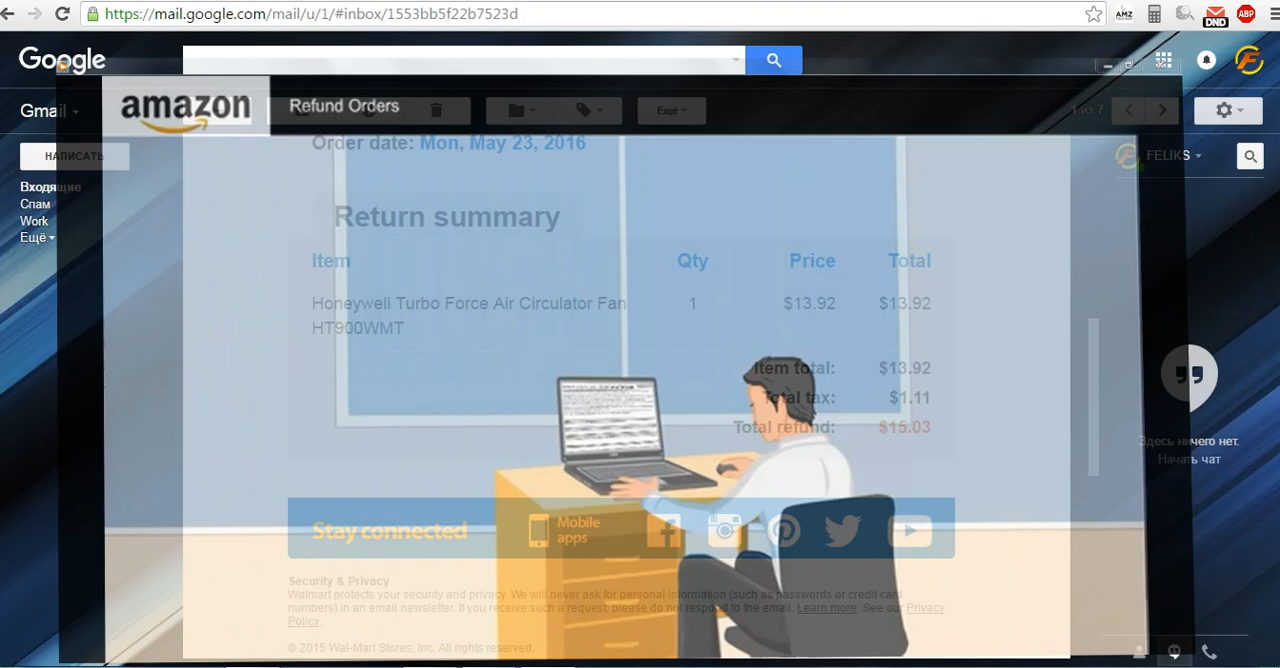 https://mail.google.com/mail/u/1/#inbox/1553bb5f22b7523d
AMZ
DND
ABP
Google
amazon
Refund Orders
Gmail
Ещё
1 из 7
Order date: Mon, May 23, 2016
НАПИСАТЬ
FELIKS
Входящие
Спам
Work
Ещё
Return summary
Item Qty Price Total
Honeywell Turbo Force Air Circulator Fan 1 $13.92 $13.92
HT900WMT
Item total: $13.92
Total tax: $1.11
Total refund: $15.03
Здесь ничего нет.
Начать чат
Stay connected
Mobile
apps
Security & Privacy
Walmart protects your security and privacy. We will never ask for personal information (such as passwords or credit card
numbers) in an email newsletter. If you receive such a request, please do not respond to the email. Learn more. See our Privacy
Policy.
© 2015 Wal-Mart Stores, Inc. All rights reserved.